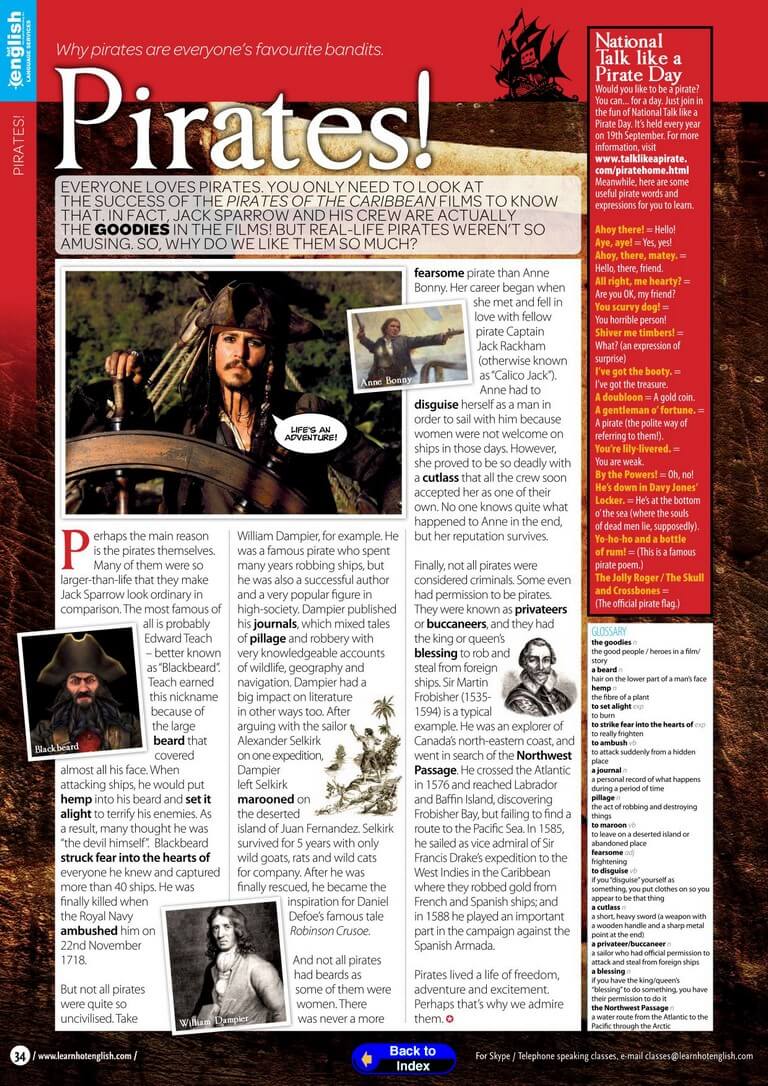 hot
english
LANGUAGE SERVICES
PIRATES!
Why pirates are everyone's favourite bandits.
Pirates!
EVERYONE LOVES PIRATES. YOU ONLY NEED TO LOOK AT
THE SUCCESS OF THE PIRATES OF THE CARIBBEAN FILMS TO KNOW
THAT. IN FACT, JACK SPARROW AND HIS CREW ARE ACTUALLY
THE GOODIES IN THE FILMS! BUT REAL-LIFE PIRATES WEREN'T SO
AMUSING. SO, WHY DO WE LIKE THEM SO MUCH?
LIFE'S AN
ADVENTURE!
Perhaps the main reason
is the pirates themselves.
Many of them were so
larger-than-life that they make
Jack Sparrow look ordinary in
comparison. The most famous of
all is probably
Edward Teach
– better known
as "Blackbeard".
Teach earned
this nickname
because of
the large
beard that
covered
almost all his face. When
attacking ships, he would put
hemp into his beard and set it
alight to terrify his enemies. As
a result, many thought he was
"the devil himself". Blackbeard
struck fear into the hearts of
everyone he knew and captured
more than 40 ships. He was
finally killed when
the Royal Navy
ambushed him on
22nd November
1718.
But not all pirates
were quite so
uncivilised. Take
Blackbeard
William Dampier, for example. He
was a famous pirate who spent
many years robbing ships, but
he was also a successful author
and a very popular figure in
high-society. Dampier published
his journals, which mixed tales
of pillage and robbery with
very knowledgeable accounts
of wildlife, geography and
navigation. Dampier had a
big impact on literature
in other ways too. After
arguing with the sailor
Alexander Selkirk
on one expedition,
Dampier
left Selkirk
marooned on
the deserted
island of Juan Fernandez. Selkirk
survived for 5 years with only
wild goats, rats and wild cats
for company. After he was
finally rescued, he became the
inspiration for Daniel
Defoe's famous tale
Robinson Crusoe.
And not all pirates
had beards as
some of them were
women. There
was never a more
William Dampier
fearsome pirate than Anne
Bonny. Her career began when
she met and fell in
love with fellow
pirate Captain
Jack Rackham
(otherwise known
as "Calico Jack").
Anne had to
disguise herself as a man in
order to sail with him because
women were not welcome on
ships in those days. However,
she proved to be so deadly with
a cutlass that all the crew soon
accepted her as one of their
own. No one knows quite what
happened to Anne in the end,
but her reputation survives.
Anne Bonny
Finally, not all pirates were
considered criminals. Some even
had permission to be pirates.
They were known as privateers
or buccaneers, and they had
the king or queen's
blessing to rob and
steal from foreign
ships. Sir Martin
Frobisher (1535-
1594) is a typical
example. He was an explorer of
Canada's north-eastern coast, and
went in search of the Northwest
Passage. He crossed the Atlantic
in 1576 and reached Labrador
and Baffin Island, discovering
Frobisher Bay, but failing to find a
route to the Pacific Sea. In 1585,
he sailed as vice admiral of Sir
Francis Drake's expedition to the
West Indies in the Caribbean
where they robbed gold from
French and Spanish ships; and
in 1588 he played an important
part in the campaign against the
Spanish Armada.
Pirates lived a life of freedom,
adventure and excitement.
Perhaps that's why we admire
them.
National
Talk like a
Pirate Day
Would you like to be a pirate?
You can... for a day. Just join in
the fun of National Talk like a
Pirate Day. It's held every year
on 19th September. For more
information, visit
www.talklikeapirate.
com/piratehome.html
Meanwhile, here are some
useful pirate words and
expressions for you to learn.
Ahoy there! = Hello!
Aye, aye! = Yes, yes!
Ahoy, there, matey. =
Hello, there, friend.
All right, me hearty? =
Are you OK, my friend?
You scurvy dog! =
You horrible person!
Shiver me timbers! =
What? (an expression of
surprise)
I've got the booty. =
I've got the treasure.
A doubloon = A gold coin.
A gentleman o' fortune. =
A pirate (the polite way of
referring to them!).
You're lily-livered. =
You are weak.
By the Powers! = Oh, no!
He's down in Davy Jones'
Locker. = He's at the bottom
o' the sea (where the souls
of dead men lie, supposedly).
Yo-ho-ho and a bottle
of rum! = (This is a famous
pirate poem.)
The Jolly Roger / The Skull
and Crossbones =
(The official pirate flag.)
GLOSSARY
the goodies n
the good people / heroes in a film/
story
a beard n
hair on the lower part of a man's face
hemp n
the fibre of a plant
to set alight exp
to burn
to strike fear into the hearts of exp
to really frighten
to ambush vb
to attack suddenly from a hidden
place
a journal n
a personal record of what happens
during a period of time
pillage n
the act of robbing and destroying
things
to maroon vb
to leave on a deserted island or
abandoned place
fearsome adj
frightening
to disguise vb
if you "disguise" yourself as
something, you put clothes on so you
appear to be that thing
a cutlass n
a short, heavy sword (a weapon with
a wooden handle and a sharp metal
point at the end)
a privateer/buccaneer n
a sailor who had official permission to
attack and steal from foreign ships
a blessing n
if you have the king/queen's
"blessing" to do something, you have
their permission to do it
the Northwest Passage n
a water route from the Atlantic to the
Pacific through the Arctic
34 / www.learnhotenglish.com /
Back to
Index
For Skype / Telephone speaking classes, e-mail classes@learnhotenglish.com